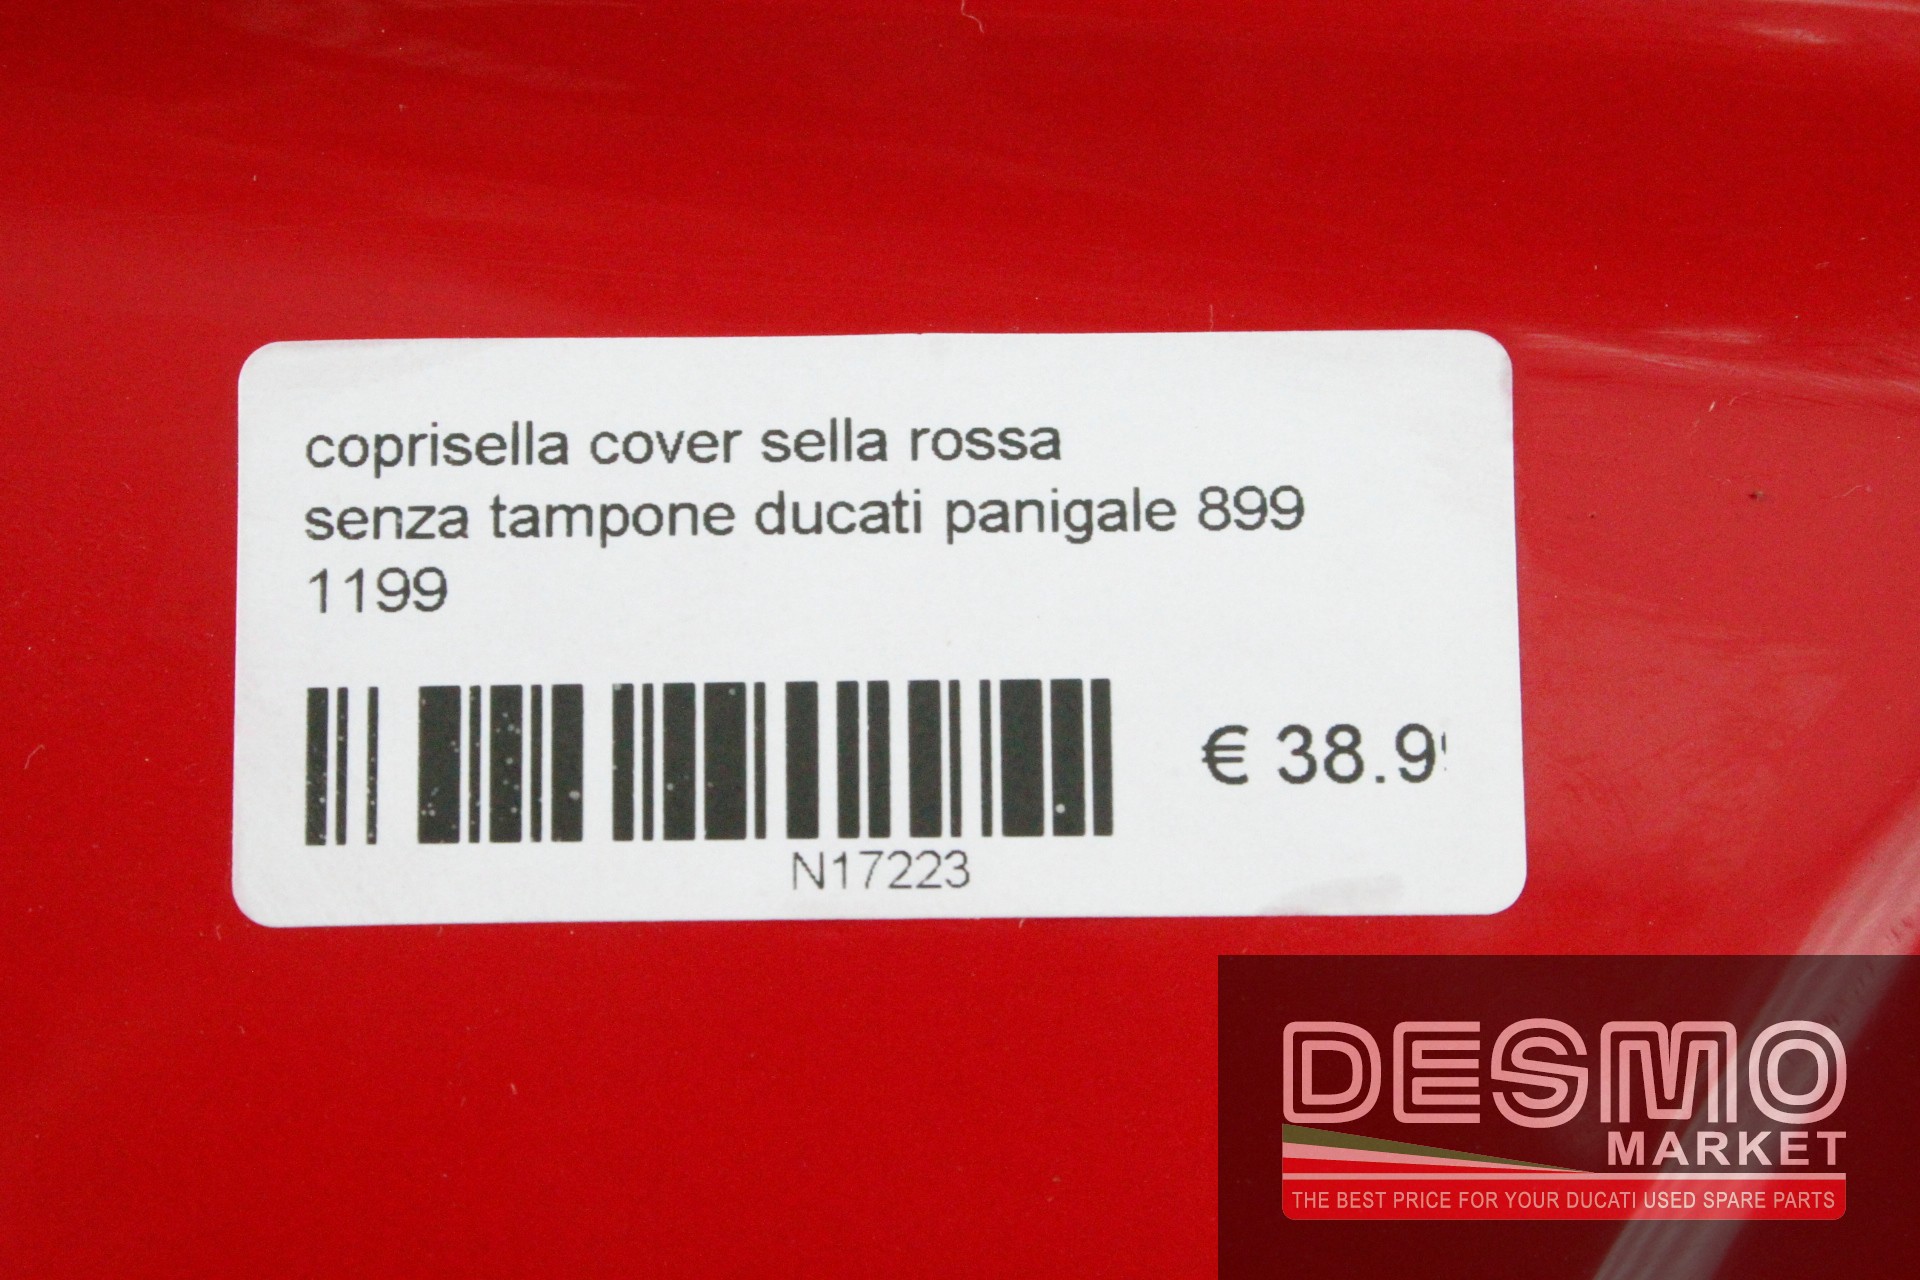 coprisella cover sella rossa
senza tampone ducati panigale 899
1199
€ 38.9
N17223
DESMO
MARKET
THE BEST PRICE FOR YOUR DUCATI USED SPARE PARTS